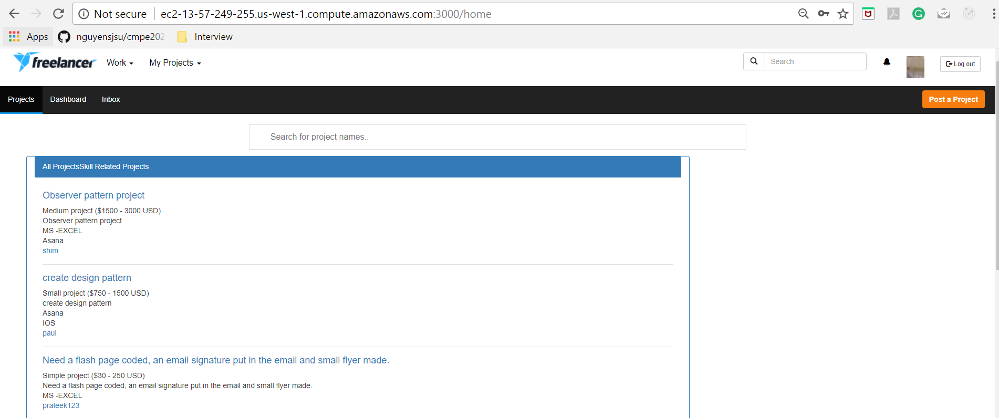 Not secure ec2-13-57-249-255.us-west-1.compute.amazonaws.com:3000/home
Apps nguyensjsu/cmpe202 Interview
freelancer Work My Projects Search Log out
Projects Dashboard Inbox Post a Project
Search for project names..
All ProjectsSkill Related Projects
Observer pattern project
Medium project ($1500 - 3000 USD)
Observer pattern project
MS -EXCEL
Asana
shim
create design pattern
Small project ($750 - 1500 USD)
create design pattern
Asana
IOS
paul
Need a flash page coded, an email signature put in the email and small flyer made.
Simple project ($30 - 250 USD)
Need a flash page coded, an email signature put in the email and small flyer made.
MS -EXCEL
prateek123